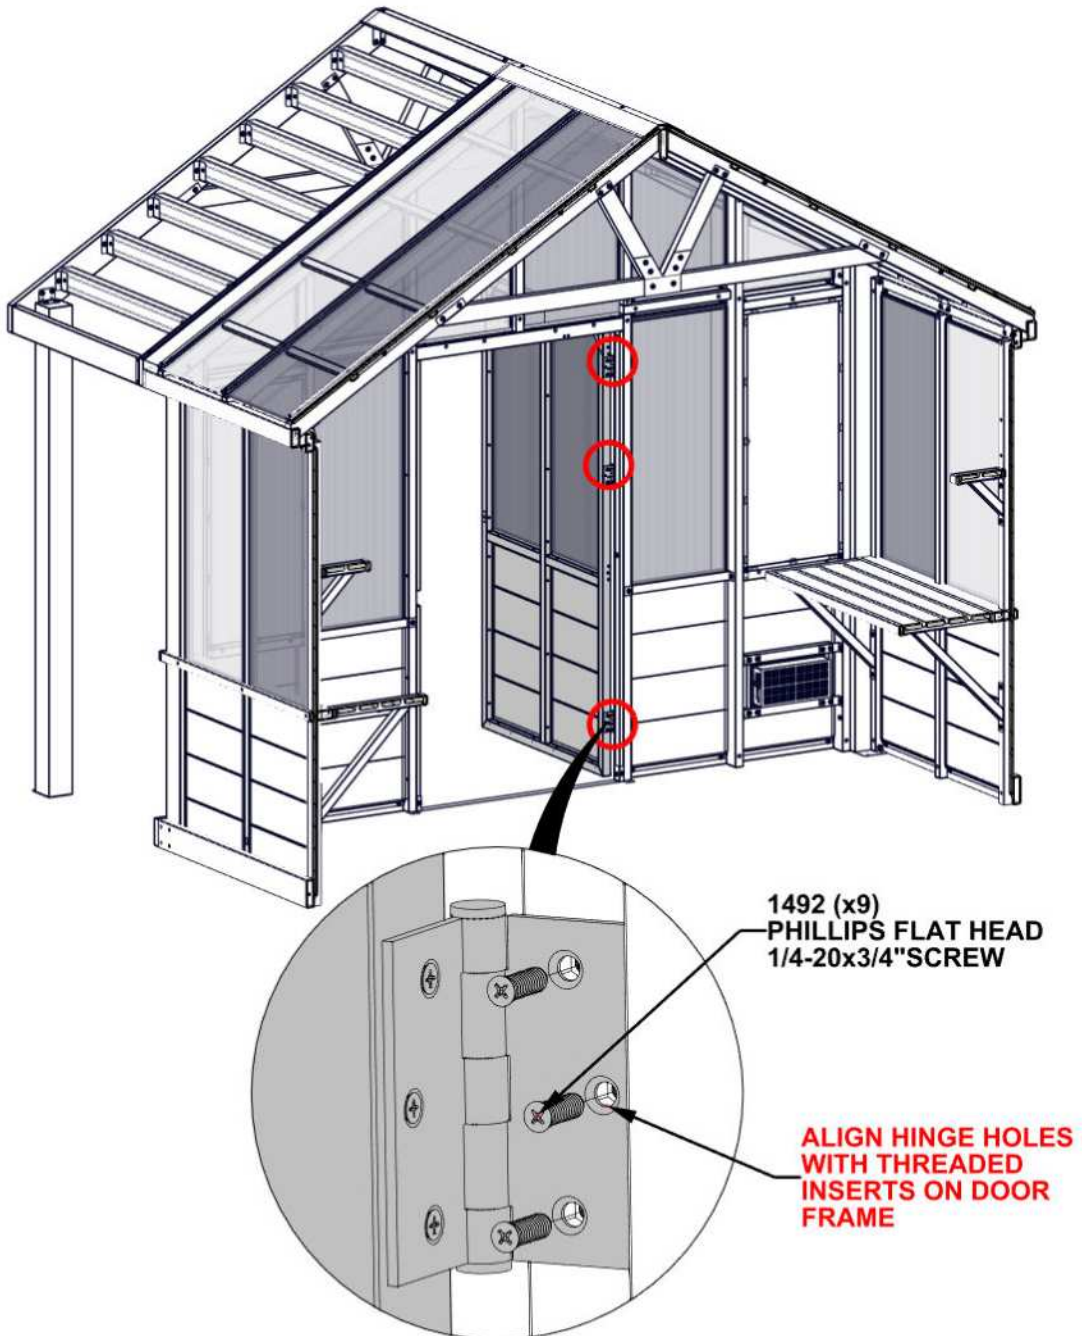 1492 (x9)
PHILLIPS FLAT HEAD
1/4-20x3/4"SCREW
ALIGN HINGE HOLES
WITH THREADED
INSERTS ON DOOR
FRAME